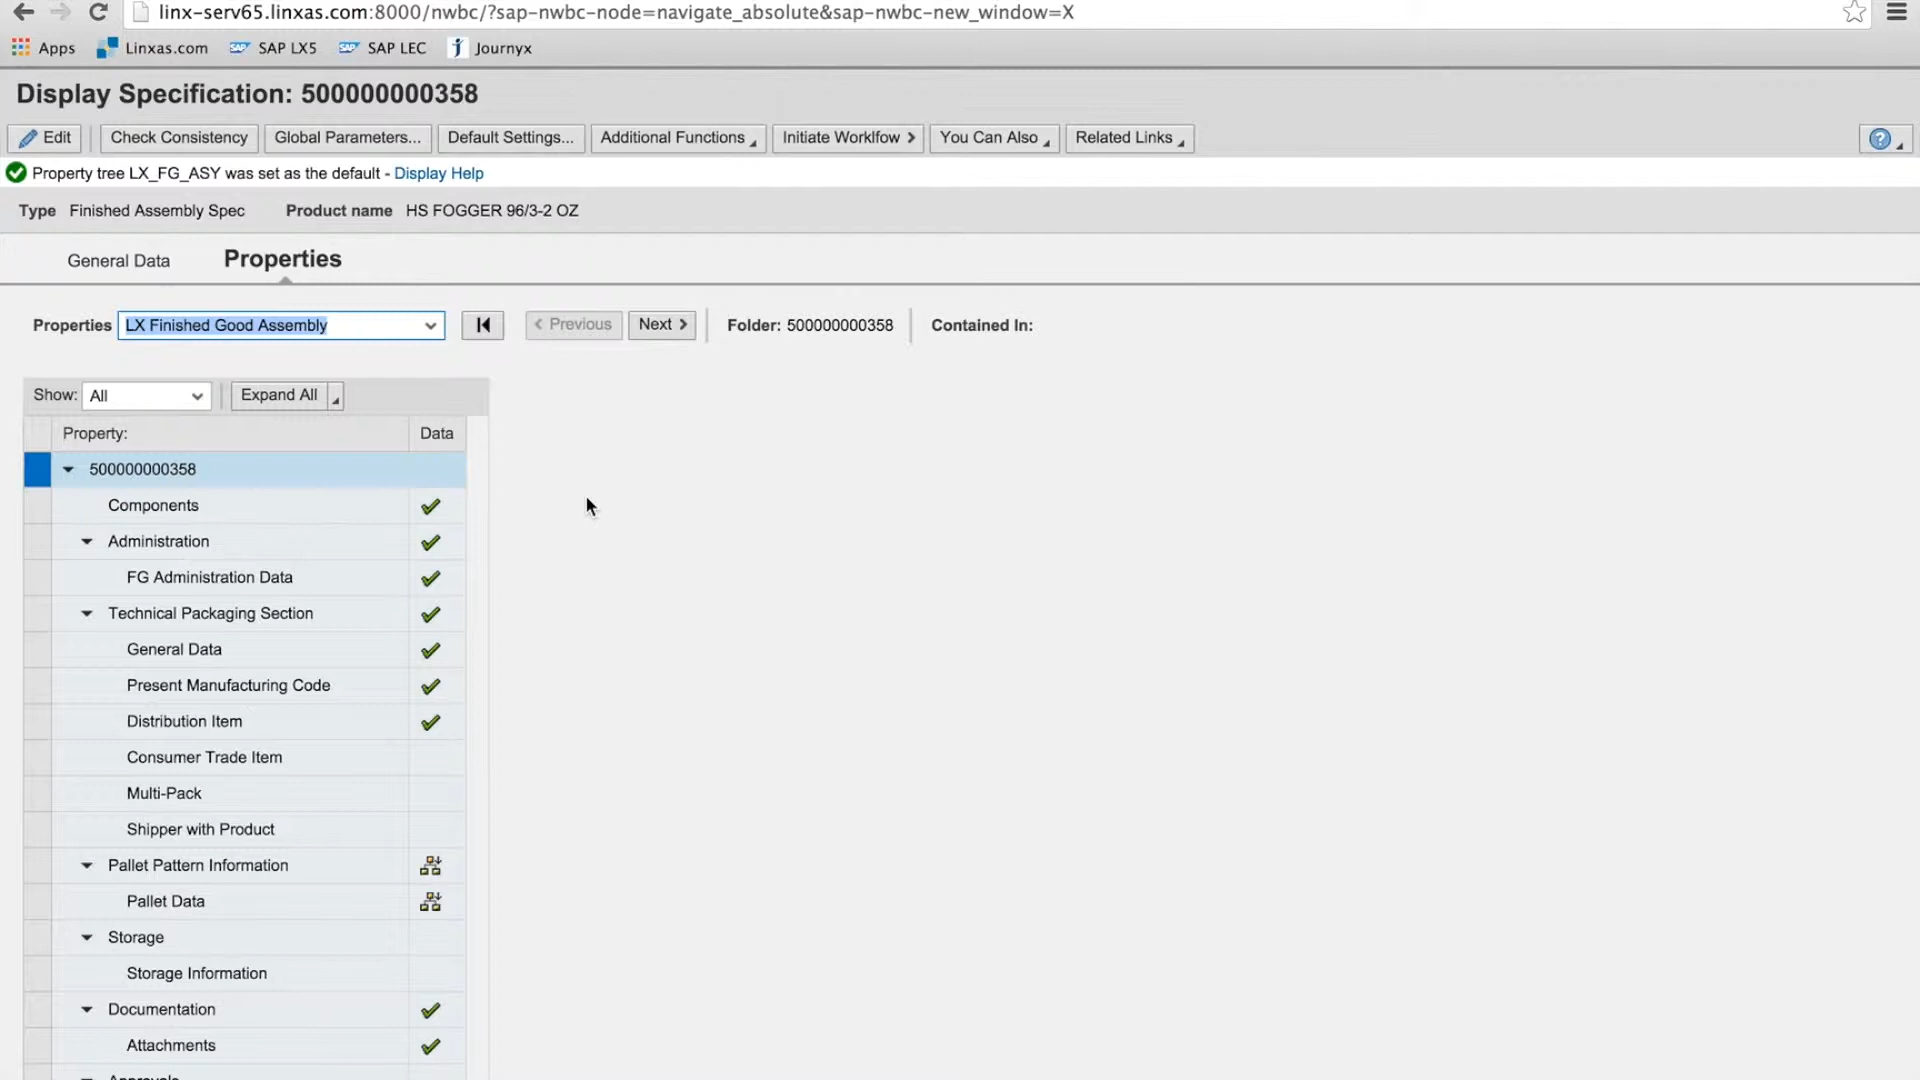 linx-serv65.linxas.com:8000/nwbc/?sap-nwbc-node=navigate_absolute&sap-nwbc-new_window=X
Apps Linxas.com SAP SAP LX5 SAP SAP LEC j Journyx
Display Specification: 500000000358
Edit Check Consistency Global Parameters... Default Settings... Additional Functions Initiate Worklfow You Can Also Related Links ?
Property tree LX_FG_ASY was set as the default - Display Help
Type Finished Assembly Spec Product name HS FOGGER 96/3-2 OZ
General Data Properties
Properties LX Finished Good Assembly Previous Next Folder: 500000000358 Contained In:
Show: All Expand All
Property: Data
500000000358
Components
Administration
FG Administration Data
Technical Packaging Section
General Data
Present Manufacturing Code
Distribution Item
Consumer Trade Item
Multi-Pack
Shipper with Product
Pallet Pattern Information
Pallet Data
Storage
Storage Information
Documentation
Attachments